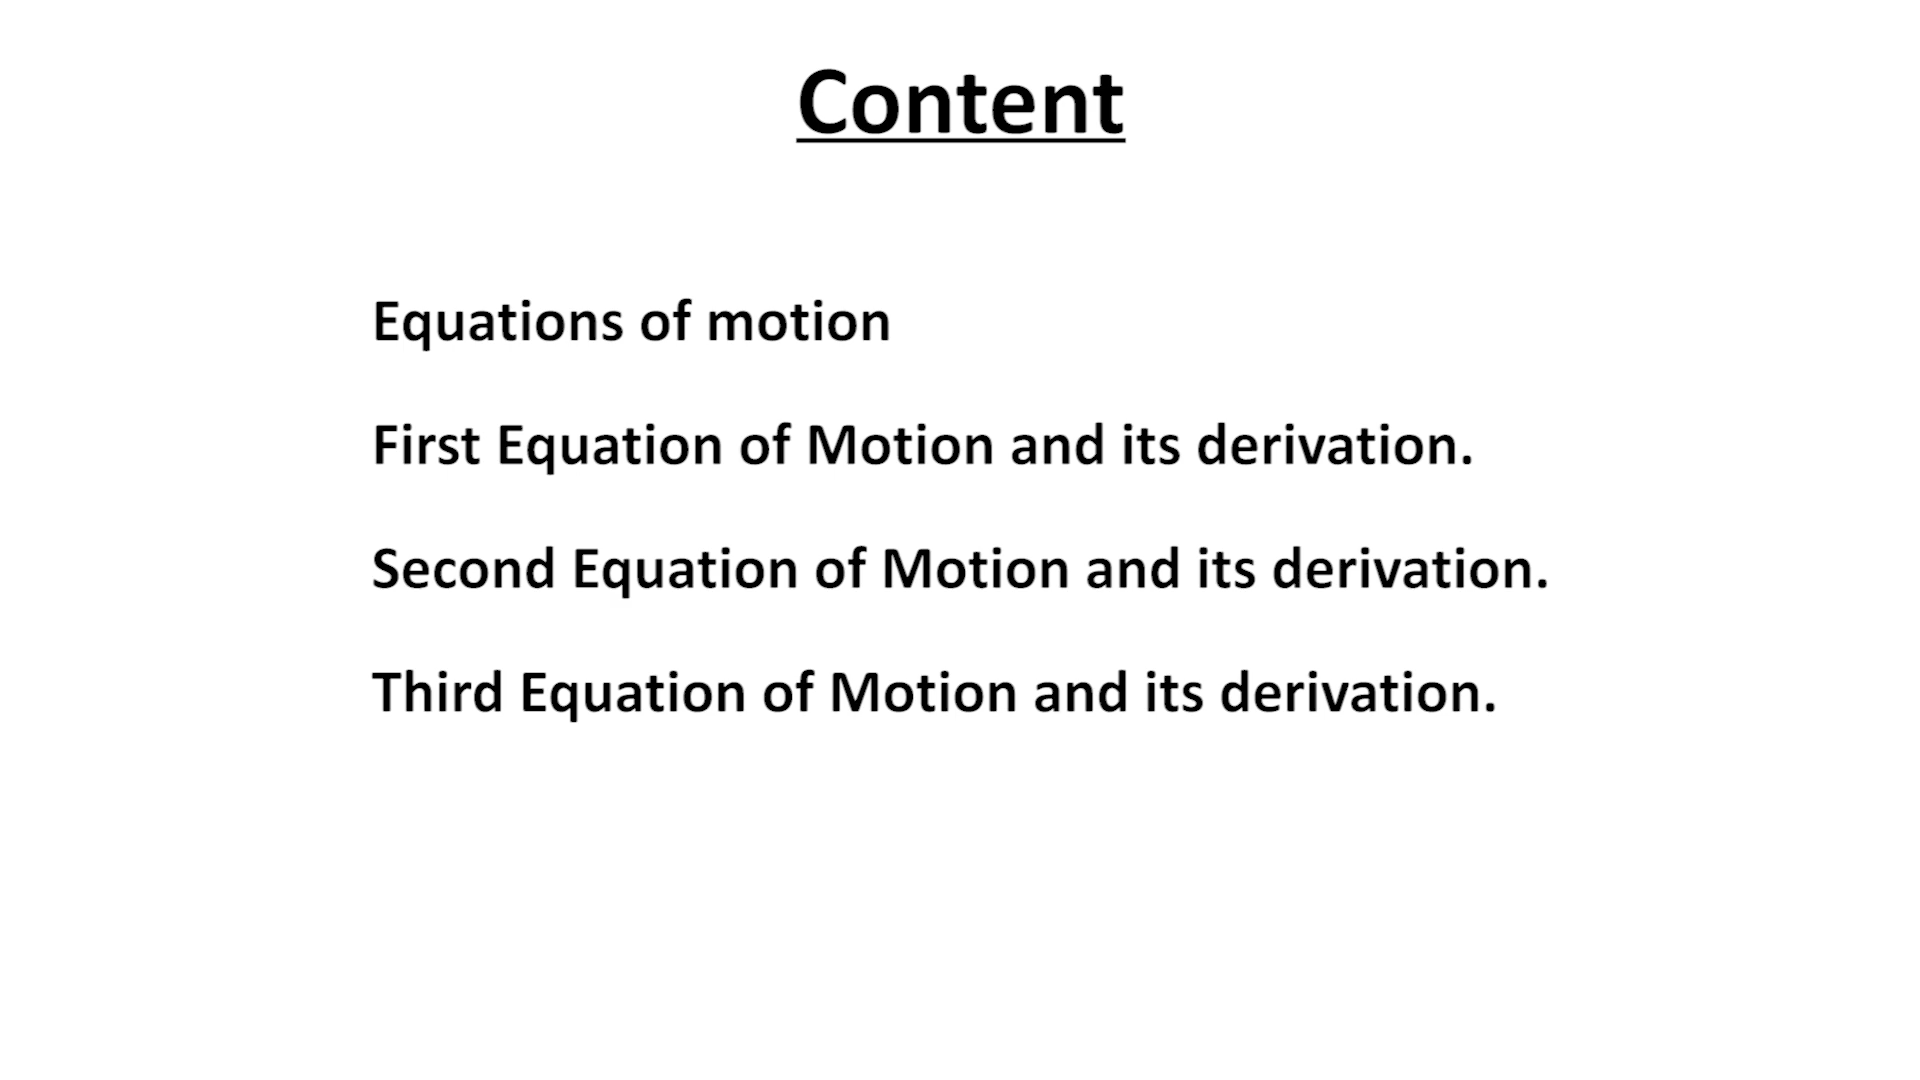 Content
Equations of motion
First Equation of Motion and its derivation.
Second Equation of Motion and its derivation.
Third Equation of Motion and its derivation.